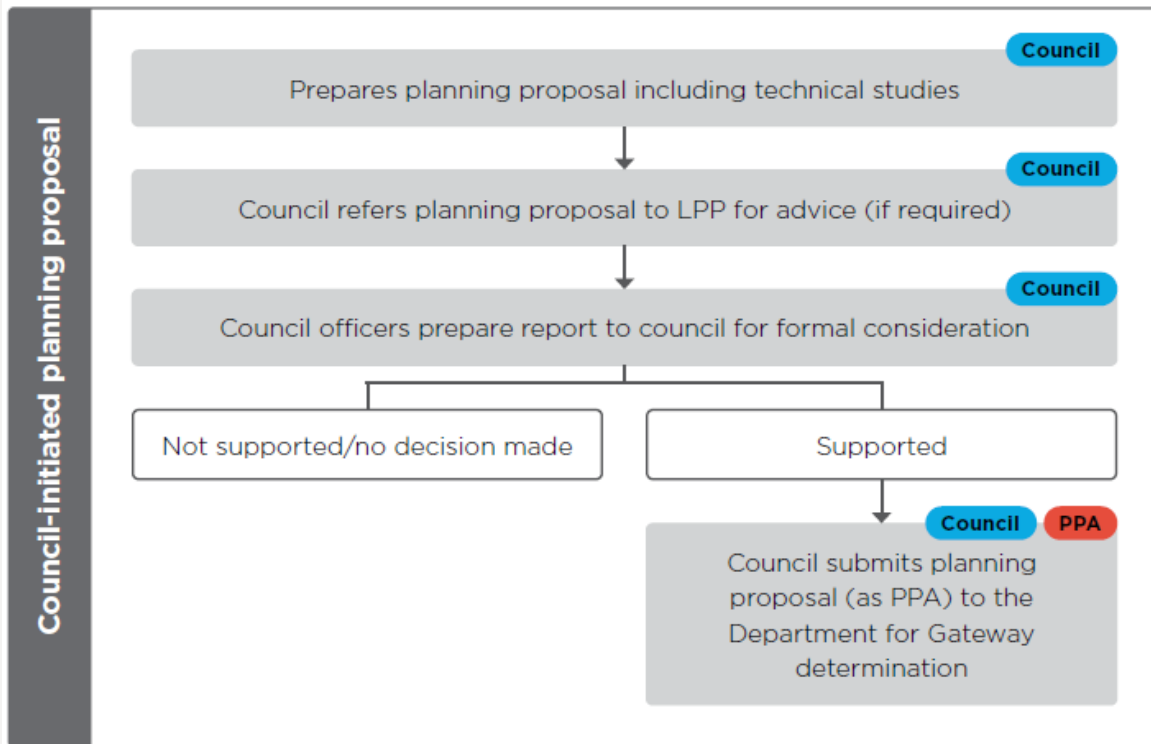 Council-initiated planning proposal
Council
Prepares planning proposal including technical studies
Council
Council refers planning proposal to LPP for advice (if required)
Council
Council officers prepare report to council for formal consideration
Not supported/no decision made
Supported
Council
PPA
Council submits planning
proposal (as PPA) to the
Department for Gateway
determination